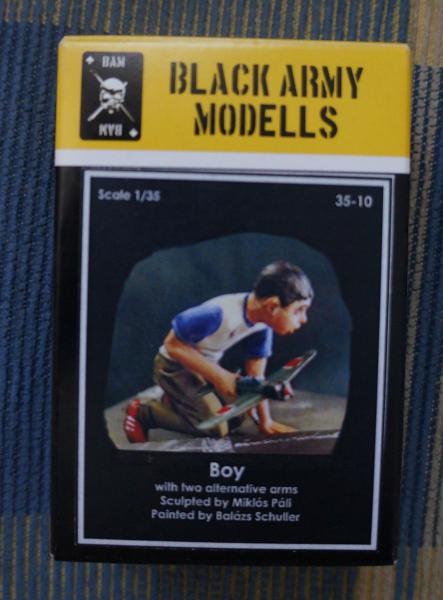 BAM
BAM
BLACK ARMY
MODELLS
Scale 1/35
35-10
Boy
with two alternative arms
Sculpted by Miklós Páli
Painted by Balázs Schuller